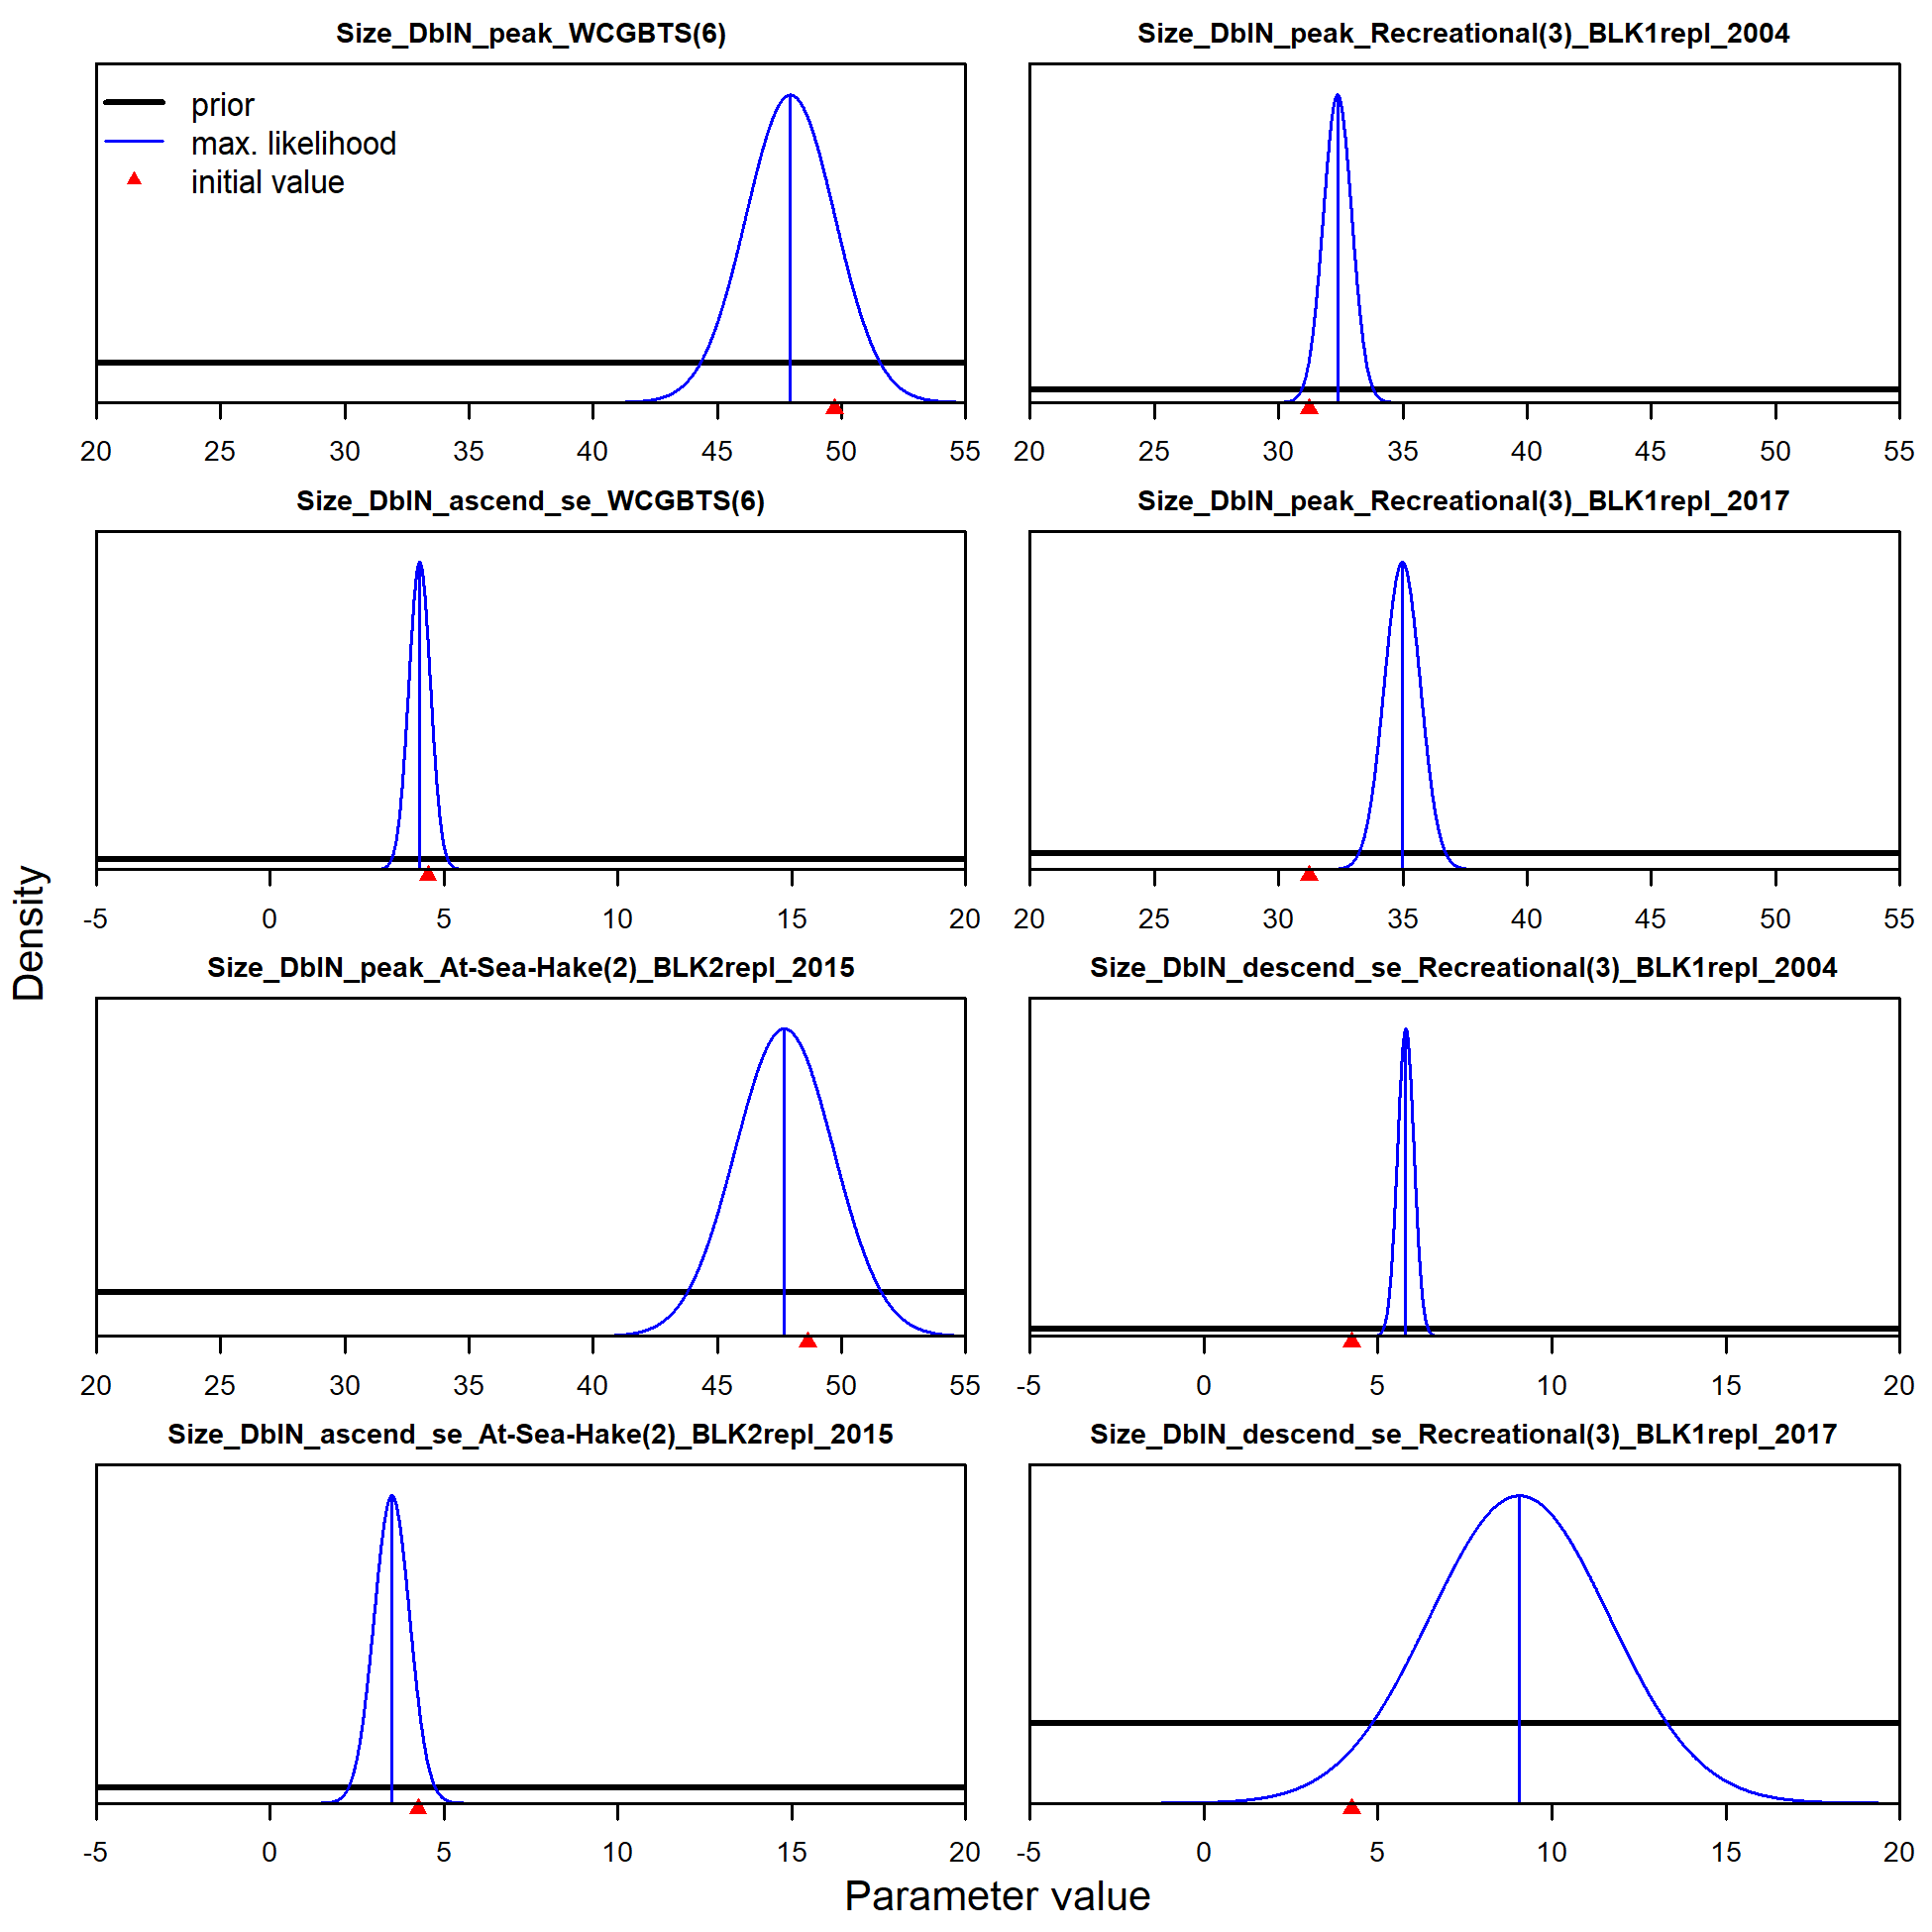 Size_DblN_peak_WCGBTS(6)
prior
max. likelihood
initial value
20 25 30 35 40 45 50 55
Size_DblN_peak_Recreational(3)_BLK1repl_2004
20 25 30 35 40 45 50 55
Size_DblN_ascend_se_WCGBTS(6)
-5 0 5 10 15 20
Size_DblN_peak_Recreational(3)_BLK1repl_2017
20 25 30 35 40 45 50 55
Size_DblN_peak_At-Sea-Hake(2)_BLK2repl_2015
20 25 30 35 40 45 50 55
Size_DblN_descend_se_Recreational(3)_BLK1repl_2004
-5 0 5 10 15 20
Size_DblN_ascend_se_At-Sea-Hake(2)_BLK2repl_2015
-5 0 5 10 15 20
Size_DblN_descend_se_Recreational(3)_BLK1repl_2017
-5 0 5 10 15 20
Density
Parameter value